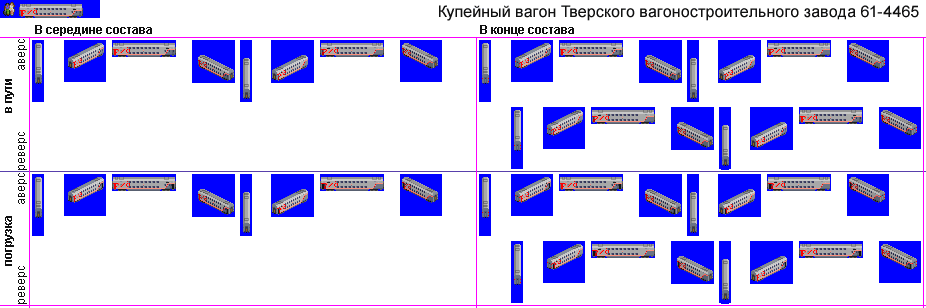 Купейный вагон Тверского вагоностроительного завода 61-4465
В середине состава
В конце состава
в пути
аверс
реверс
погрузка
аверс
реверс